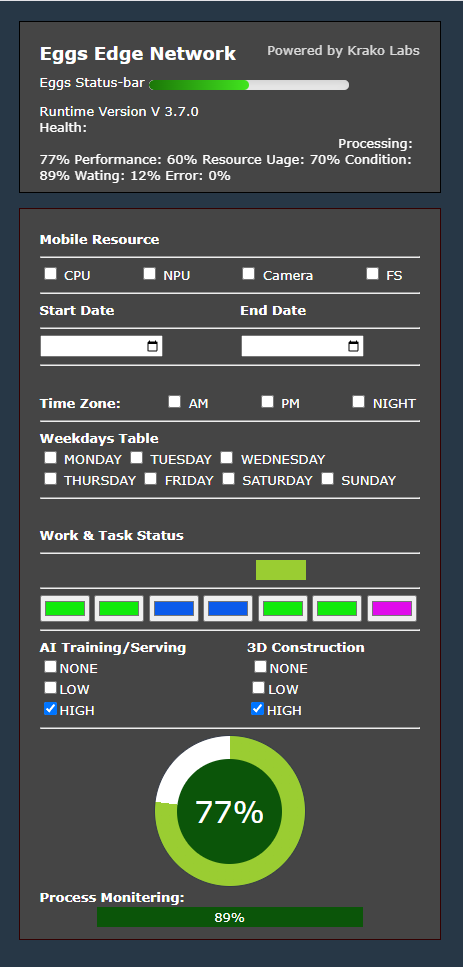 Eggs Edge Network
Powered by Krako Labs
Eggs Status-bar
Runtime Version V 3.7.0
Health:
Processing:
77% Performance: 60% Resource Uage: 70% Condition:
89% Wating: 12% Error: 0%
Mobile Resource
CPU NPU Camera FS
Start Date End Date
Time Zone: AM PM NIGHT
Weekdays Table
MONDAY TUESDAY WEDNESDAY
THURSDAY FRIDAY SATURDAY SUNDAY
Work & Task Status
AI Training/Serving 3D Construction
NONE NONE
LOW LOW
HIGH HIGH
77%
Process Monitering:
89%